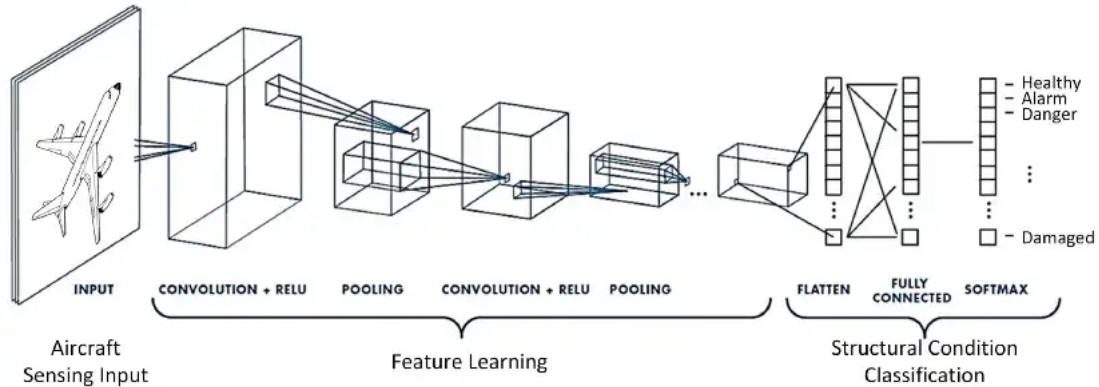 Healthy
Alarm
Danger
...
⋮
⋮
⋮
⋮
Damaged
INPUT
CONVOLUTION + RELU
POOLING
CONVOLUTION + RELU
POOLING
FLATTEN
FULLY
CONNECTED
SOFTMAX
Aircraft
Sensing Input
Feature Learning
Structural Condition
Classification